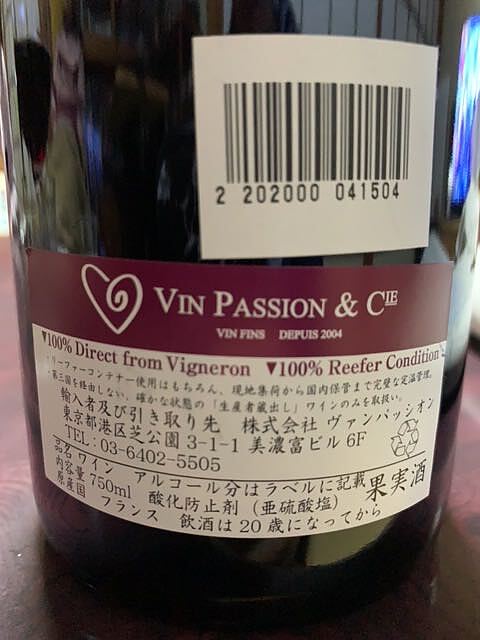 2 202000 041504
VIN PASSION & CIE
VIN FINS DEPUIS 2004
▼100% Direct from Vigneron ▼100% Reefer Condition
リーファーコンテナー使用はもちろん、現地集荷から国内保管まで完璧な定温管理。
第三国を経由しない、確かな状態の「生産者蔵出し」ワインのみを取扱い。
輸入者及び引き取り先 株式会社 ヴァンパッシオン
東京都港区芝公園 3-1-1 美濃富ビル 6F
TEL: 03-6402-5505
品名 ワイン アルコール分はラベルに記載 果実酒
内容量 750ml 酸化防止剤(亜硫酸塩)
原産国 フランス 飲酒は20歳になってから